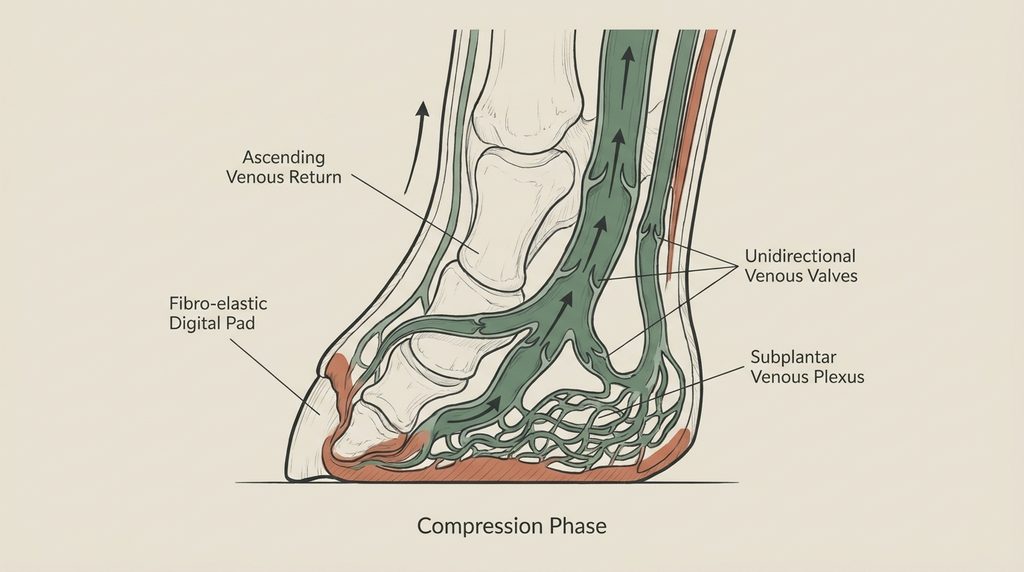 Ascending
Venous Return
Fibro-elastic
Digital Pad
Unidirectional
Venous Valves
Subplantar
Venous Plexus
Compression Phase